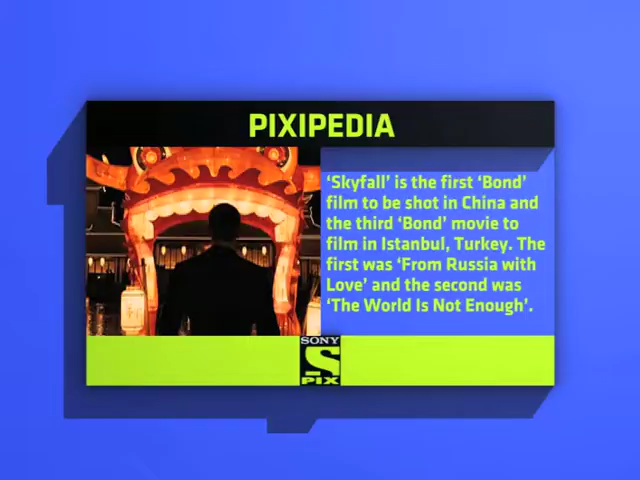 PIXIPEDIA
‘Skyfall’ is the first ‘Bond’
film to be shot in China and
the third ‘Bond’ movie to
film in Istanbul, Turkey. The
first was ‘From Russia with
Love’ and the second was
‘The World Is Not Enough’.
SONY
S
PIX